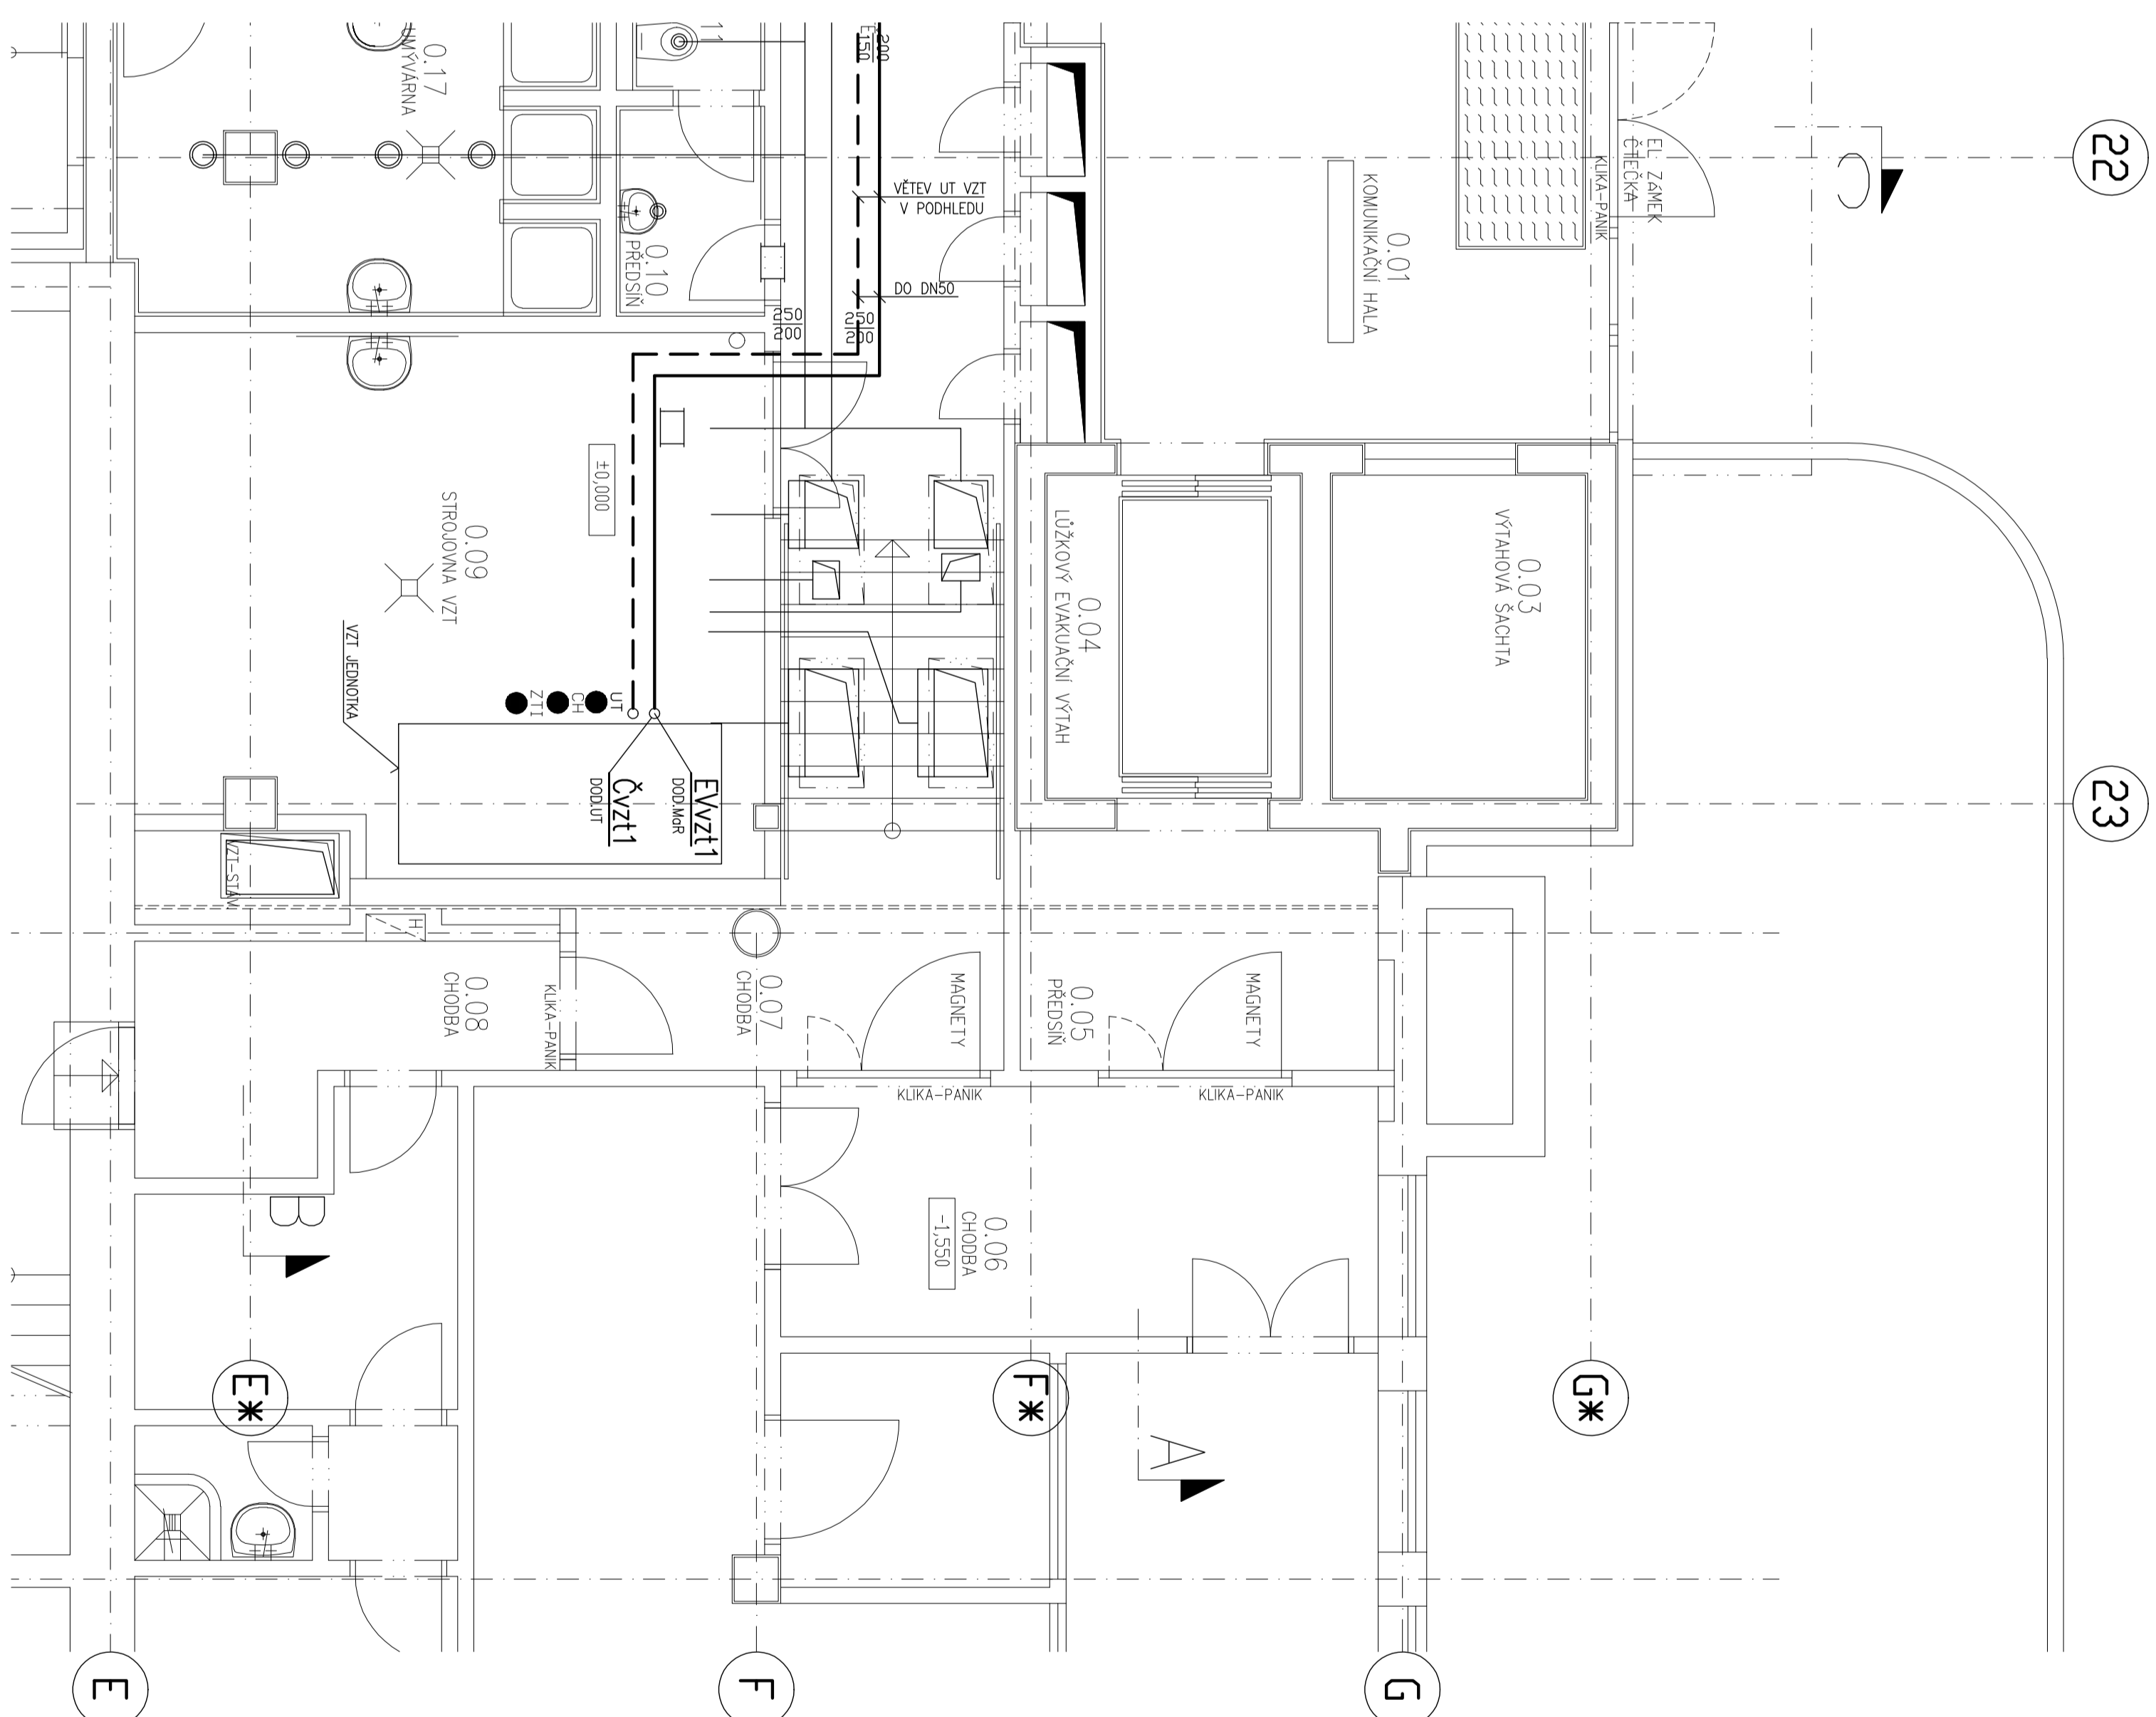 22
23
0.17
UMÝVÁRNA
200
150
VĚTEV UT VZT
V PODHLEDU
DO DN50
250
200
250
200
0.10
PŘEDSÍŇ
0.01
KOMUNIKAČNÍ HALA
KLIKA-PANIK
EL. ZÁMEK
ČTEČKA
C
±0,000
0.09
STROJOVNA VZT
VZT JEDNOTKA
UT
CH
ZTI
EVvzt1
DOD.MaR
Čvzt1
DOD.UT
0.04
LŮŽKOVÝ EVAKUAČNÍ VÝTAH
0.03
VÝTAHOVÁ ŠACHTA
VZT-STÁV.
H
0.08
CHODBA
KLIKA-PANIK
0.07
CHODBA
MAGNETY
0.05
PŘEDSÍŇ
MAGNETY
KLIKA-PANIK
KLIKA-PANIK
0.06
CHODBA
-1,550
B
A
E*
F*
G*
E
F
G